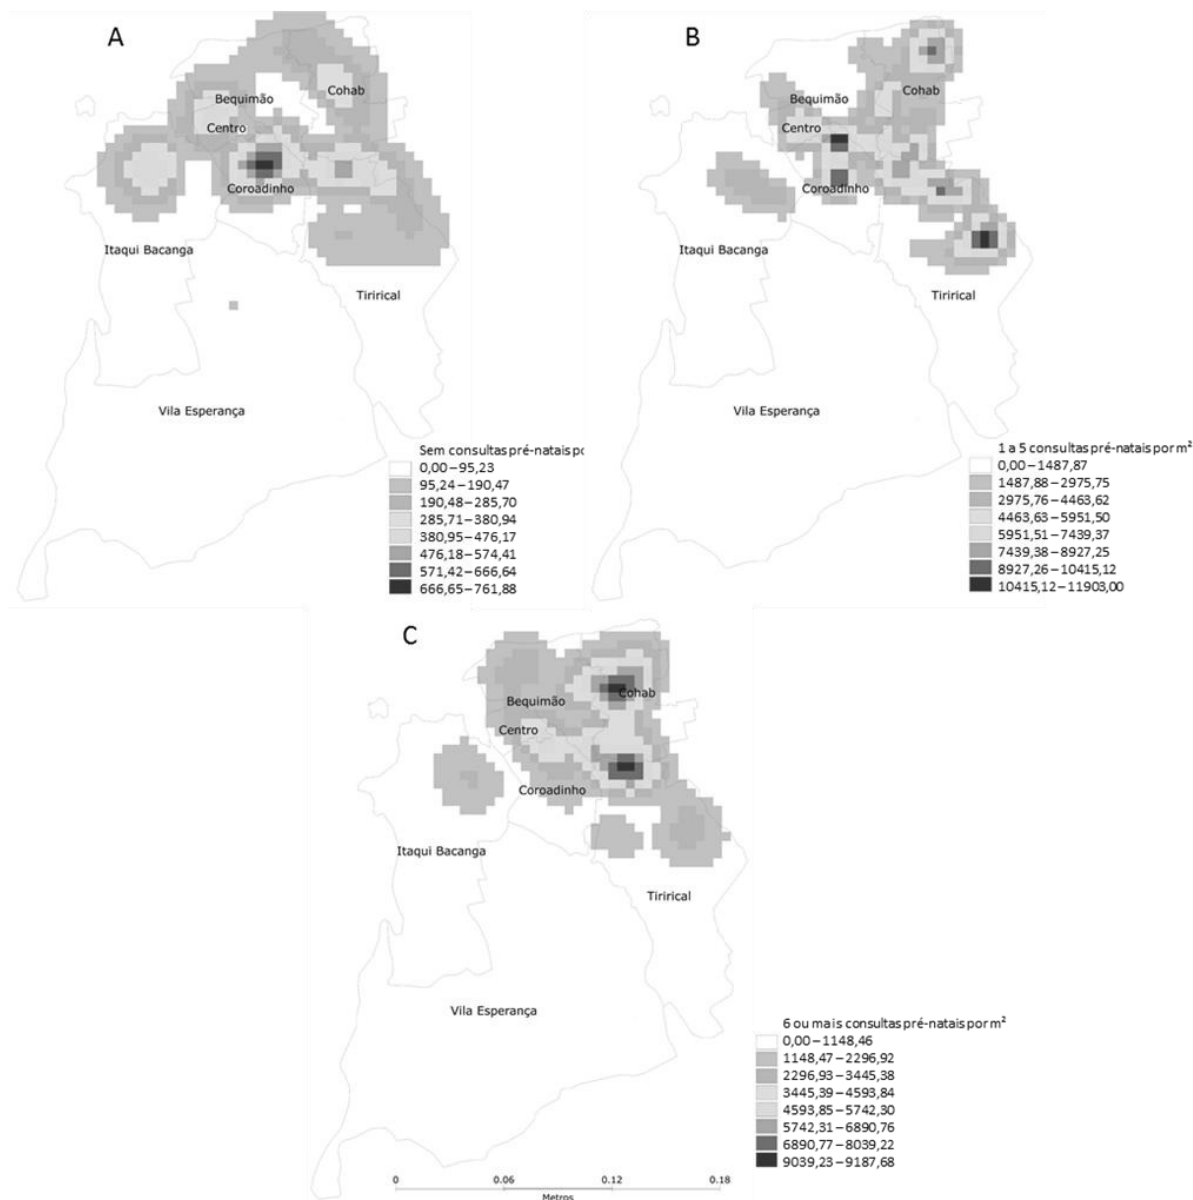 A
Bequimão
Cohab
Centro
Coroadinho
Itaqui Bacanga
Tirirical
Vila Esperança
Sem consultas pré-natais po
0,00–95,23
95,24–190,47
190,48–285,70
285,71–380,94
380,95–476,17
476,18–574,41
571,42–666,64
666,65–761,88
B
Cohab
Bequimão
Centro
Coroadinho
Itaqui Bacanga
Tirirical
Vila Esperança
1 a 5 consultas pré-natais por m²
0,00–1487,87
1487,88–2975,75
2975,76–4463,62
4463,63–5951,50
5951,51–7439,37
7439,38–8927,25
8927,26–10415,12
10415,12–11903,00
C
Cohab
Bequimão
Centro
Coroadinho
Itaqui Bacanga
Tirirical
Vila Esperança
6 ou mais consultas pré-natais por m²
0,00–1148,46
1148,47–2296,92
2296,93–3445,38
3445,39–4593,84
4593,85–5742,30
5742,31–6890,76
6890,77–8039,22
9039,23–9187,68
0 0.06 0.12 0.18
Metros